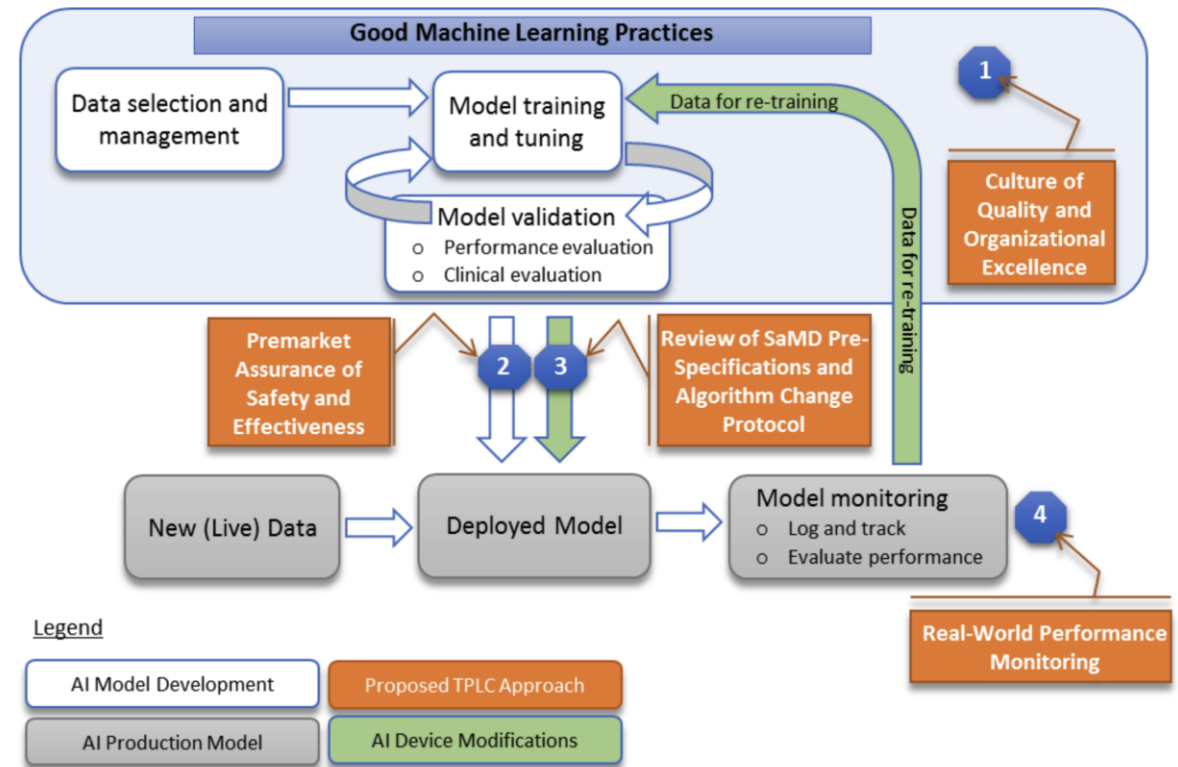 Good Machine Learning Practices
Data selection and
management
Model training
and tuning
Data for re-training
1
Culture of
Quality and
Organizational
Excellence
Model validation
o Performance evaluation
o Clinical evaluation
Data for re-training
Premarket
Assurance of
Safety and
Effectiveness
2
3
Review of SaMD Pre-
Specifications and
Algorithm Change
Protocol
New (Live) Data
Deployed Model
Model monitoring
o Log and track
o Evaluate performance
4
Real-World Performance
Monitoring
Legend
AI Model Development
Proposed TPLC Approach
AI Production Model
AI Device Modifications